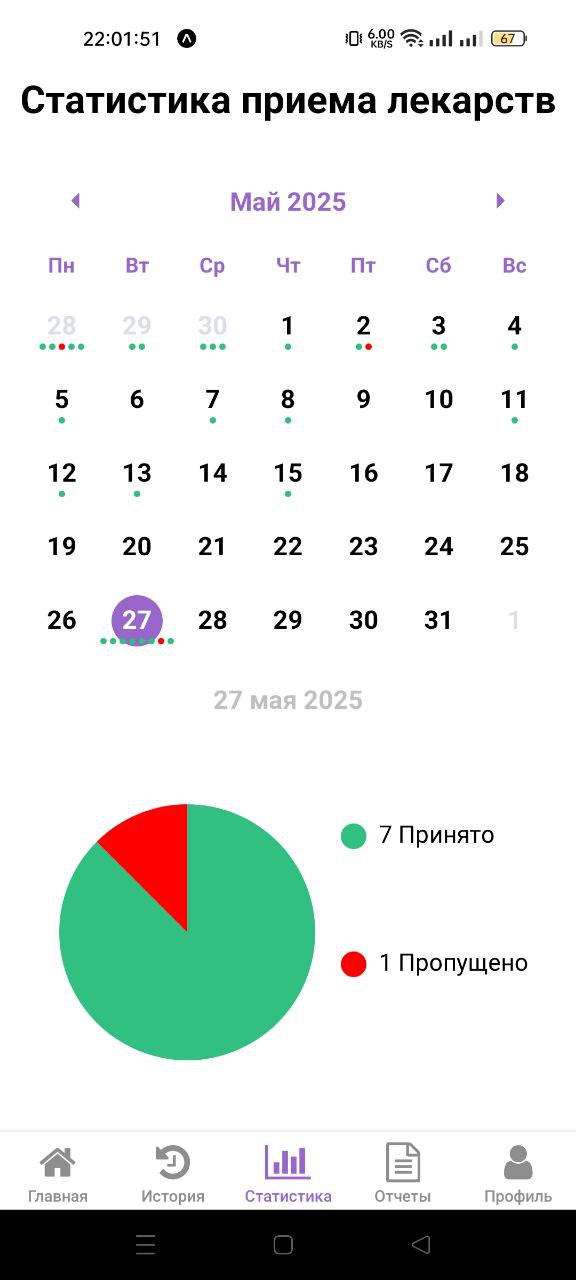 22:01:51 6.00 KB/S 67
Статистика приема лекарств
Май 2025
Пн Вт Ср Чт Пт Сб Вс
28 29 30 1 2 3 4
5 6 7 8 9 10 11
12 13 14 15 16 17 18
19 20 21 22 23 24 25
26 27 28 29 30 31 1
27 мая 2025
7 Принято
1 Пропущено
Главная История Статистика Отчеты Профиль